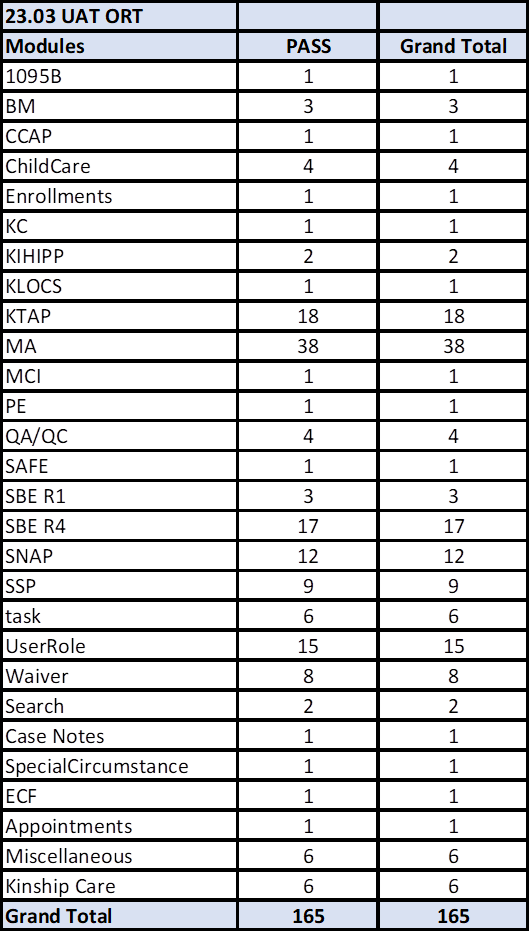 23.03 UAT ORT
Modules PASS Grand Total
1095B 1 1
BM 3 3
CCAP 1 1
ChildCare 4 4
Enrollments 1 1
KC 1 1
KIHIPP 2 2
KLOCS 1 1
KTAP 18 18
MA 38 38
MCI 1 1
PE 1 1
QA/QC 4 4
SAFE 1 1
SBE R1 3 3
SBE R4 17 17
SNAP 12 12
SSP 9 9
task 6 6
UserRole 15 15
Waiver 8 8
Search 2 2
Case Notes 1 1
SpecialCircumstance 1 1
ECF 1 1
Appointments 1 1
Miscellaneous 6 6
Kinship Care 6 6
Grand Total 165 165